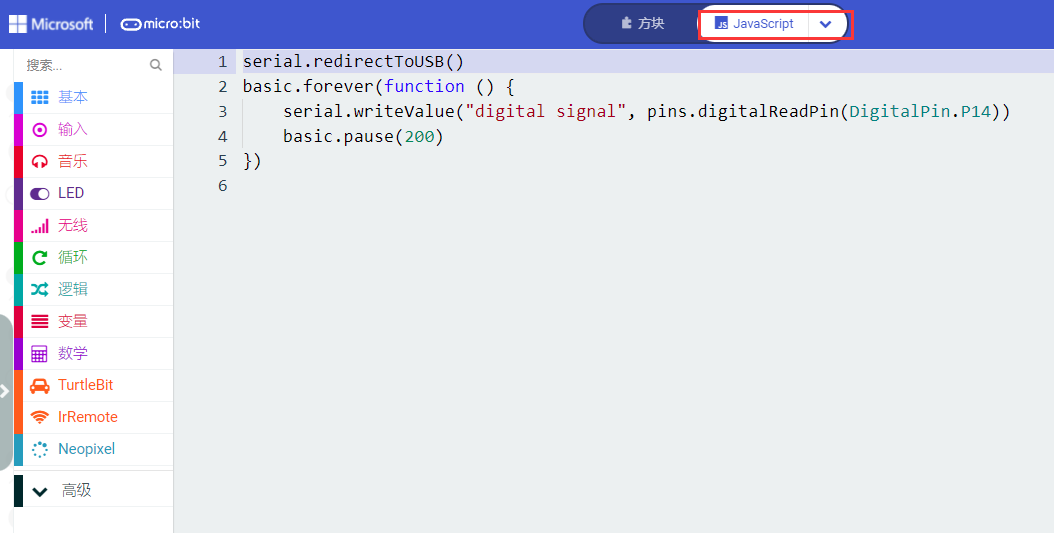 Microsoft micro:bit 方块 JavaScript
搜索...
基本
输入
音乐
LED
无线
循环
逻辑
变量
数学
TurtleBit
IrRemote
Neopixel
高级
1 serial.redirectToUSB()
2 basic.forever(function () {
3 serial.writeValue("digital signal", pins.digitalReadPin(DigitalPin.P14))
4 basic.pause(200)
5 })
6